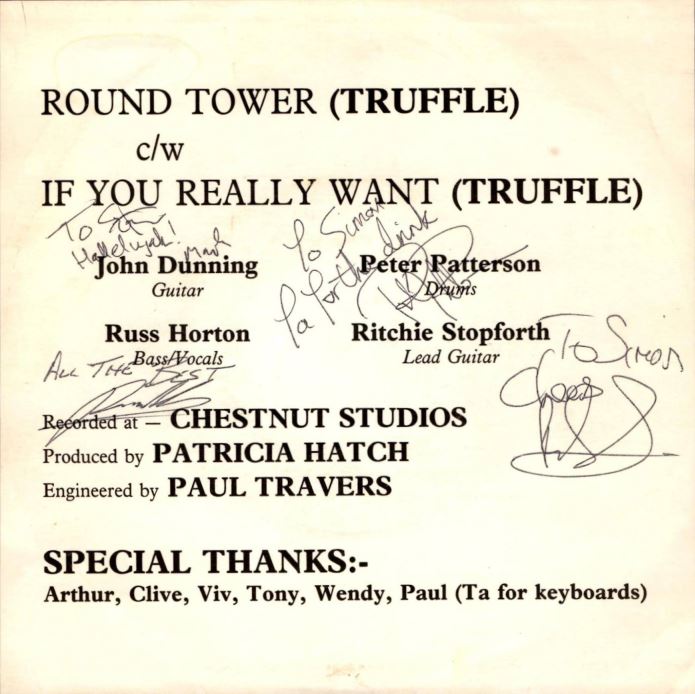 ROUND TOWER (TRUFFLE)
c/w
IF YOU REALLY WANT (TRUFFLE)
To
Hallelujah!
To Simon
Ta for the drink
John Dunning
Guitar
Peter Patterson
Drums
Russ Horton
Bass/Vocals
Ritchie Stopforth
Lead Guitar
ALL THE BEST
To SIMON
Cheers
Recorded at — CHESTNUT STUDIOS
Produced by PATRICIA HATCH
Engineered by PAUL TRAVERS
SPECIAL THANKS:-
Arthur, Clive, Viv, Tony, Wendy, Paul (Ta for keyboards)